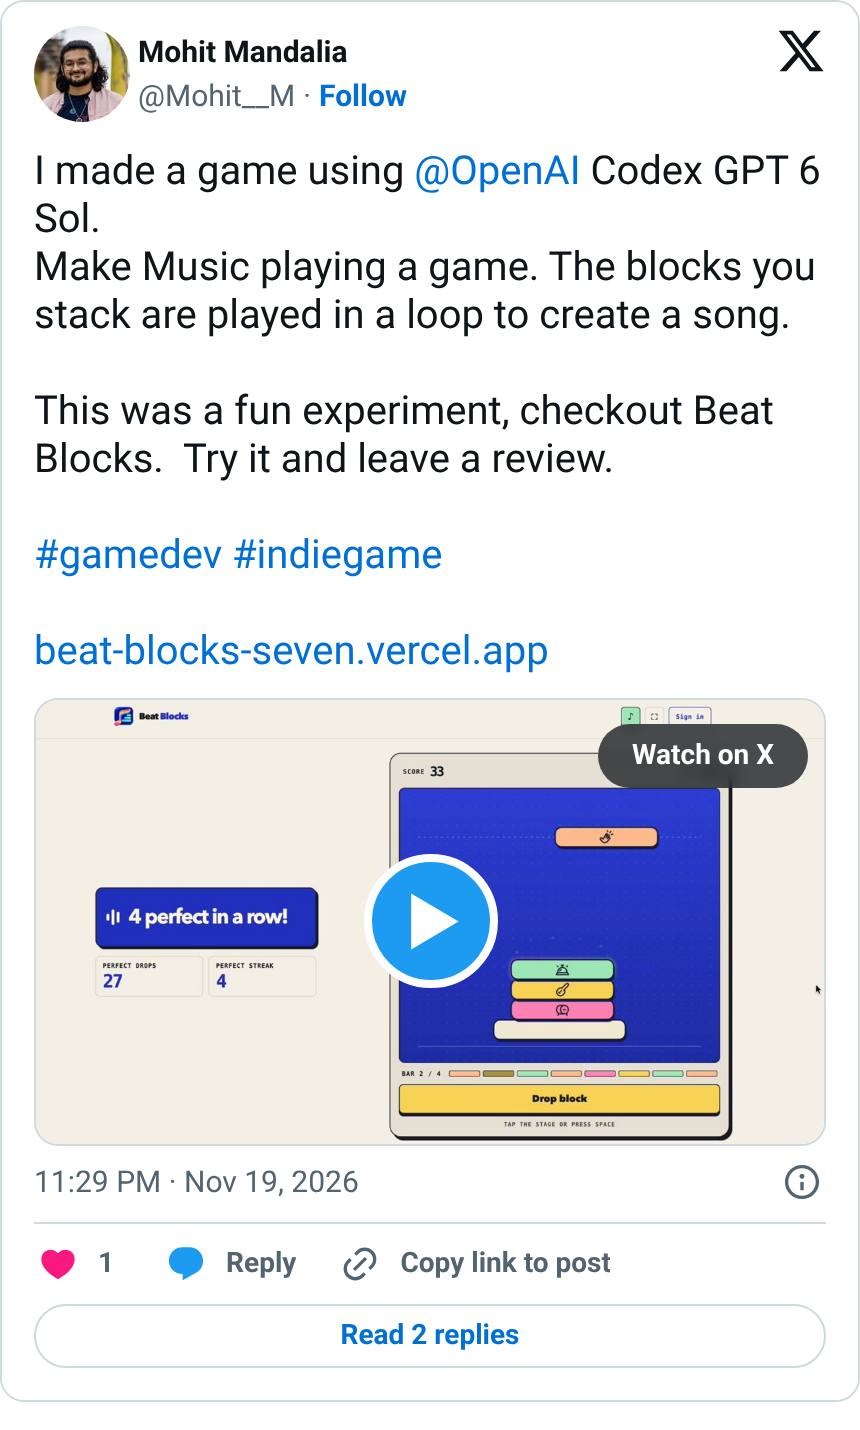 Mohit Mandalia
@Mohit__M · Follow
I made a game using @OpenAI Codex GPT 6
Sol.
Make Music playing a game. The blocks you
stack are played in a loop to create a song.
This was a fun experiment, checkout Beat
Blocks.  Try it and leave a review.
#gamedev #indiegame
beat-blocks-seven.vercel.app
Beat Blocks
Sign in
Watch on X
SCORE 33
4 perfect in a row!
PERFECT DROPS
27
PERFECT STREAK
4
BAR 2 / 4
Drop block
TAP THE STAGE OR PRESS SPACE
11:29 PM · Nov 19, 2026
1
Reply
Copy link to post
Read 2 replies